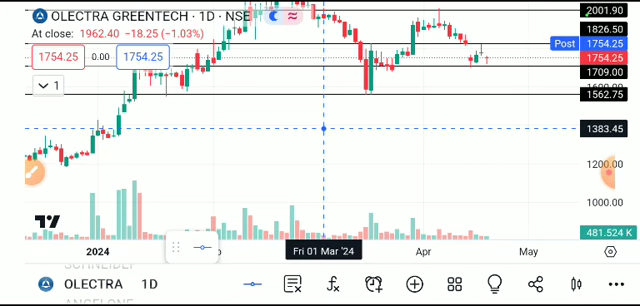 OLECTRA GREENTECH · 1D · NSE
At close: 1962.40 −18.25 (−1.03%)
1754.25 0.00 1754.25
1
2001.90
1826.50
Post 1754.25
1754.25
1709.00
1562.75
1383.45
1200.00
1000.00
481.524 K
2024 Fri 01 Mar '24 Apr May
SCHNEIDER
OLECTRA 1D
ANGELONE